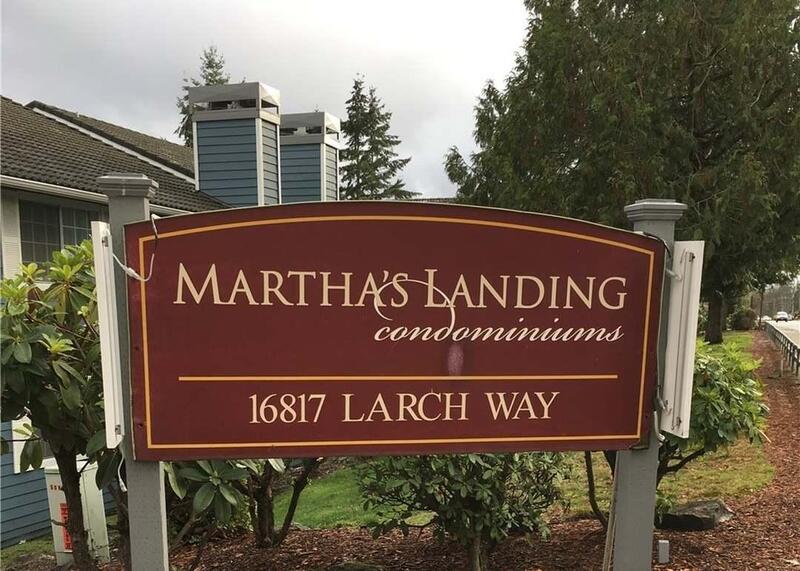 MARTHA'S LANDING
condominiums
16817 LARCH WAY